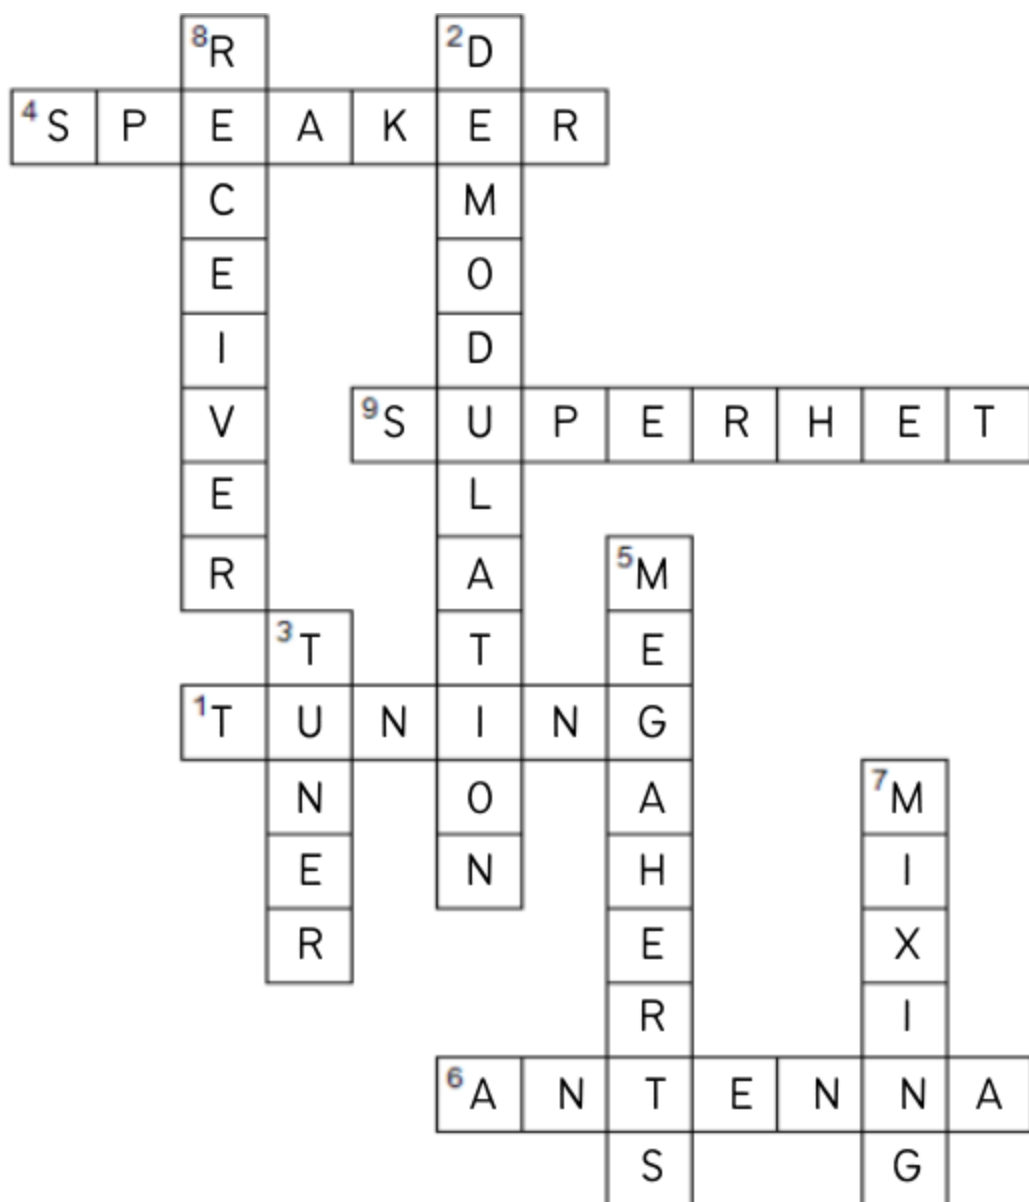 8R 2D
4S P E A K E R
C M
E O
I D
V 9S U P E R H E T
E L
R A 5M
3T T E
1T U N I N G
N O A 7M
E N H I
R E X
R I
6A N T E N N A
S G